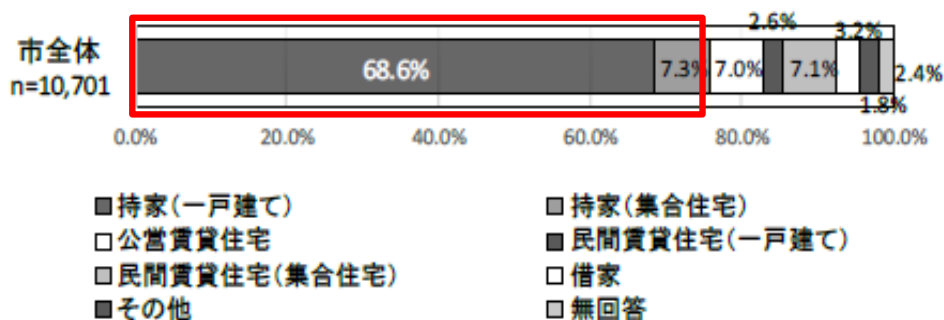 2.6%
3.2%
市全体
n=10,701
68.6%
7.3%
7.0%
7.1%
2.4%
1.8%
0.0%
20.0%
40.0%
60.0%
80.0%
100.0%
■持家(一戸建て)
■持家(集合住宅)
□公営賃貸住宅
■民間賃貸住宅(一戸建て)
■民間賃貸住宅(集合住宅)
□借家
■その他
■無回答